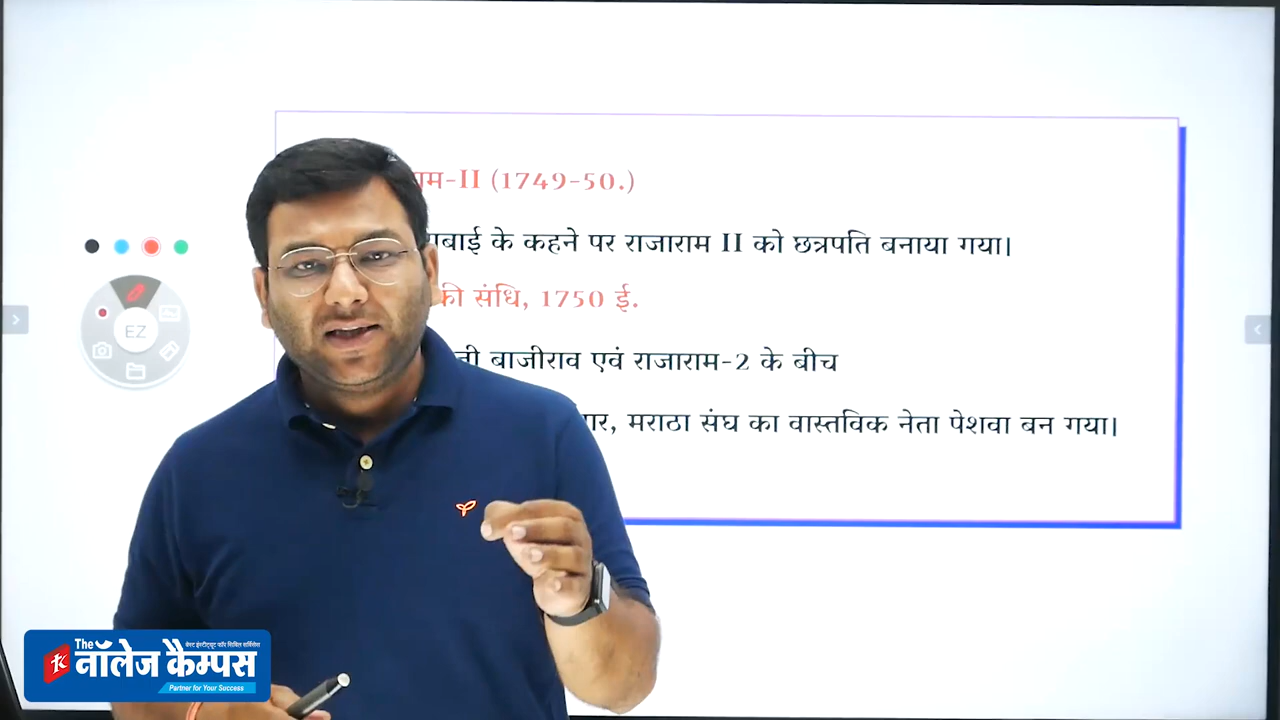 -II (1749-50.)
के कहने पर राजाराम II को छत्रपति बनाया गया।
की संधि, 1750 ई.
बाजीराव एवं राजाराम-2 के बीच
मराठा संघ का वास्तविक नेता पेशवा बन गया।
EZ
The बेस्ट इंस्टीट्यूट फॉर सिविल सर्विसेज
नॉलेज कैम्पस
Partner for Your Success